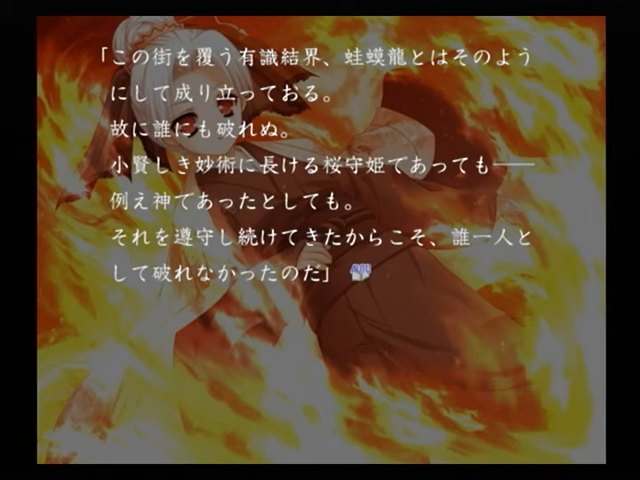 「この街を覆う有識結界、蛙蟆龍とはそのよう
にして成り立っておる。
故に誰にも破れぬ。
小賢しき妙術に長ける桜守姫であっても――
例え神であったとしても。
それを遵守し続けてきたからこそ、誰一人と
して破れなかったのだ」